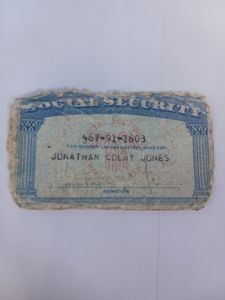 SOCIAL SECURITY
467-91-1603
THIS NUMBER HAS BEEN ESTABLISHED FOR
JONATHAN COLBY JONES
SIGNATURE